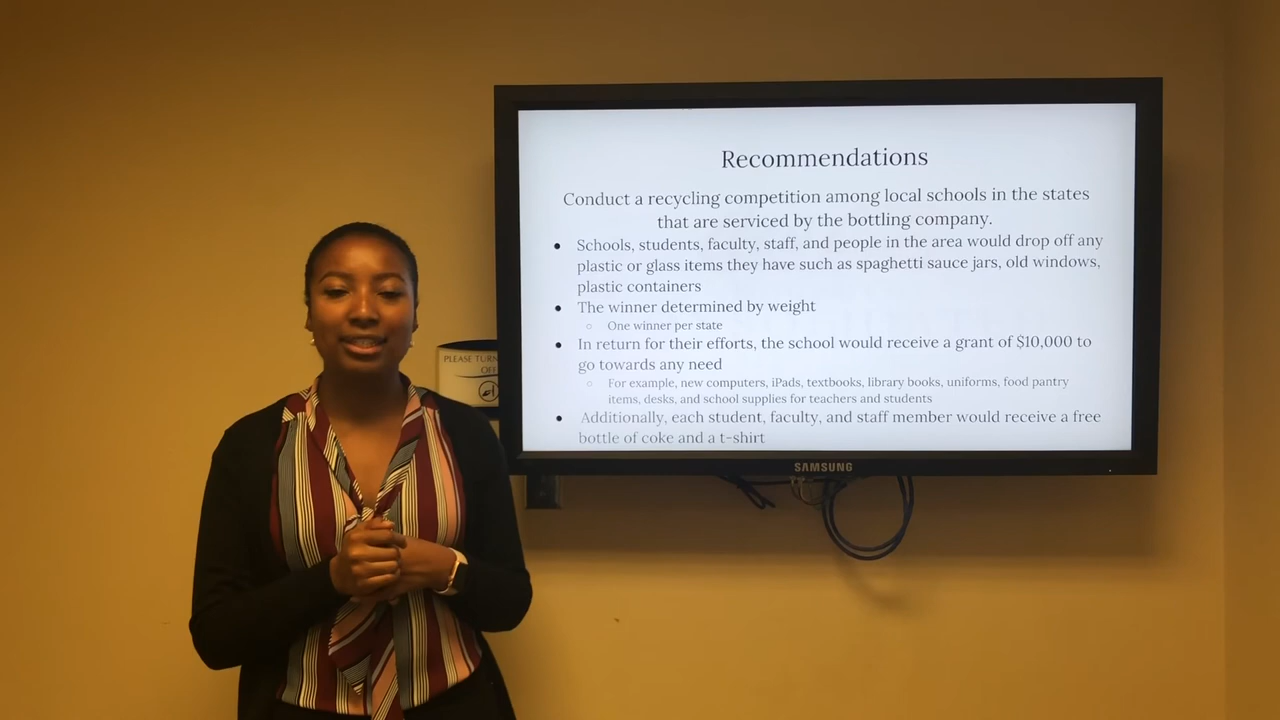 Recommendations
Conduct a recycling competition among local schools in the states
that are serviced by the bottling company.
● Schools, students, faculty, staff, and people in the area would drop off any
plastic or glass items they have such as spaghetti sauce jars, old windows,
plastic containers
● The winner determined by weight
○ One winner per state
● In return for their efforts, the school would receive a grant of $10,000 to
go towards any need
○ For example, new computers, iPads, textbooks, library books, uniforms, food pantry
items, desks, and school supplies for teachers and students
● Additionally, each student, faculty, and staff member would receive a free
bottle of coke and a t-shirt
SAMSUNG
PLEASE TURN
OFF